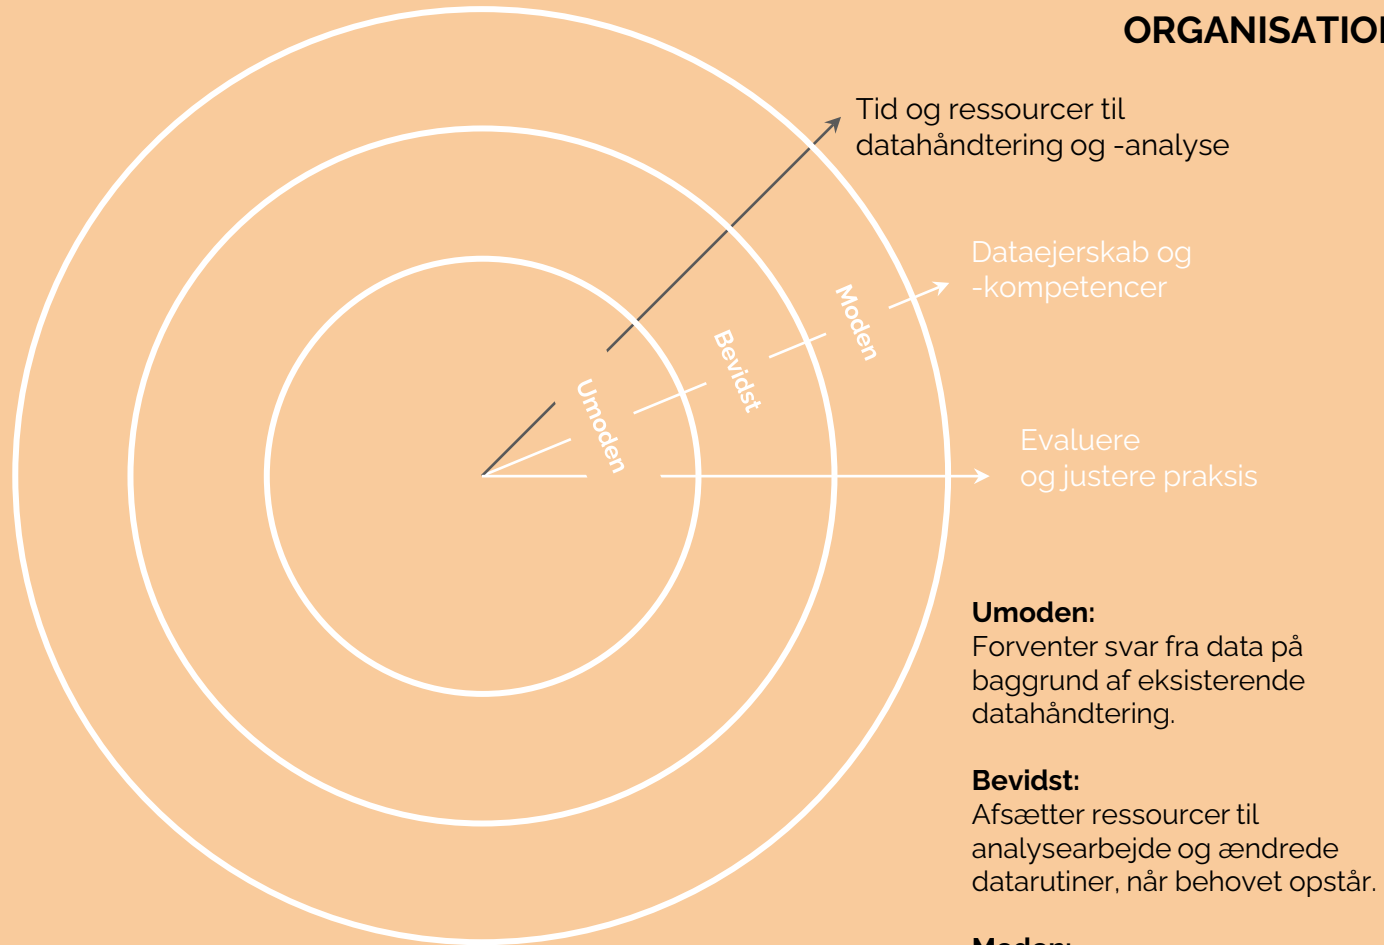 ORGANISATION
Tid og ressourcer til
datahåndtering og -analyse
Dataejerskab og
-kompetencer
Moden
Bevidst
Umoden
Evaluere
og justere praksis
Umoden:
Forventer svar fra data på
baggrund af eksisterende
datahåndtering.
Bevidst:
Afsætter ressourcer til
analysearbejde og ændrede
datarutiner, når behovet opstår.
Moden: